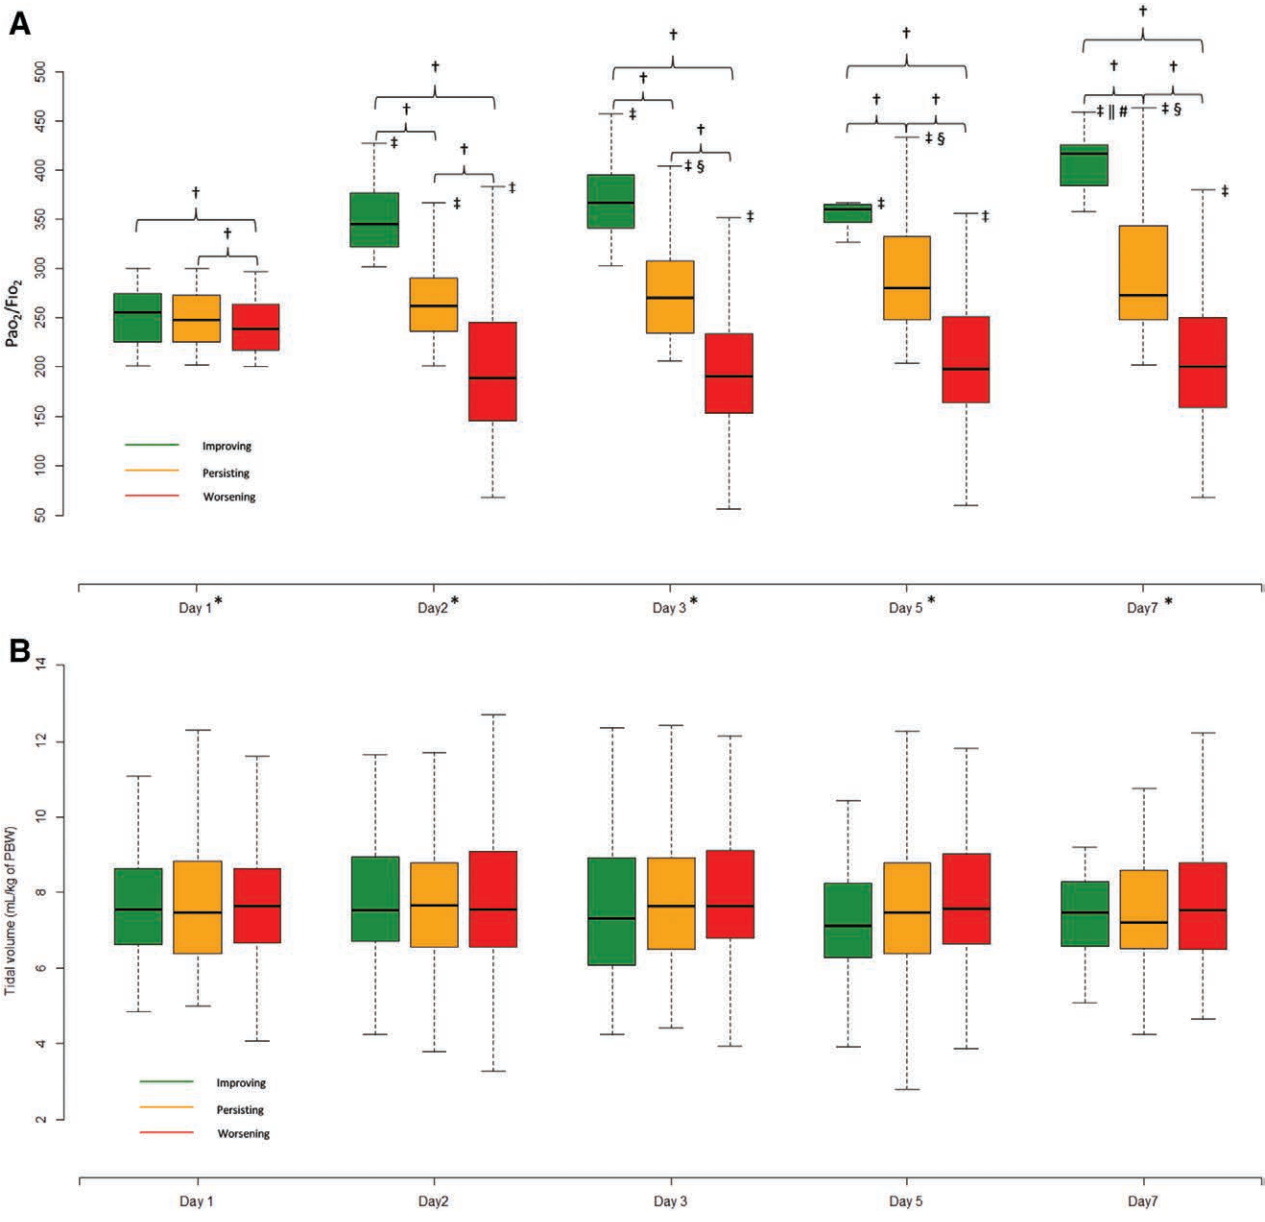 A
†
†
†
†
†
†
†
†
†
†
†
†
†
†
‡
‡
‡
‡
‡ §
‡
‡
‡ §
‡
‡ || #
‡ §
‡
Pao2/Fio2
500
450
400
350
300
250
200
150
100
50
Improving
Persisting
Worsening
Day 1*
Day2*
Day 3*
Day 5*
Day7*
B
Tidal volume (mL/kg of PBW)
14
12
10
8
6
4
2
Improving
Persisting
Worsening
Day 1
Day2
Day 3
Day 5
Day7